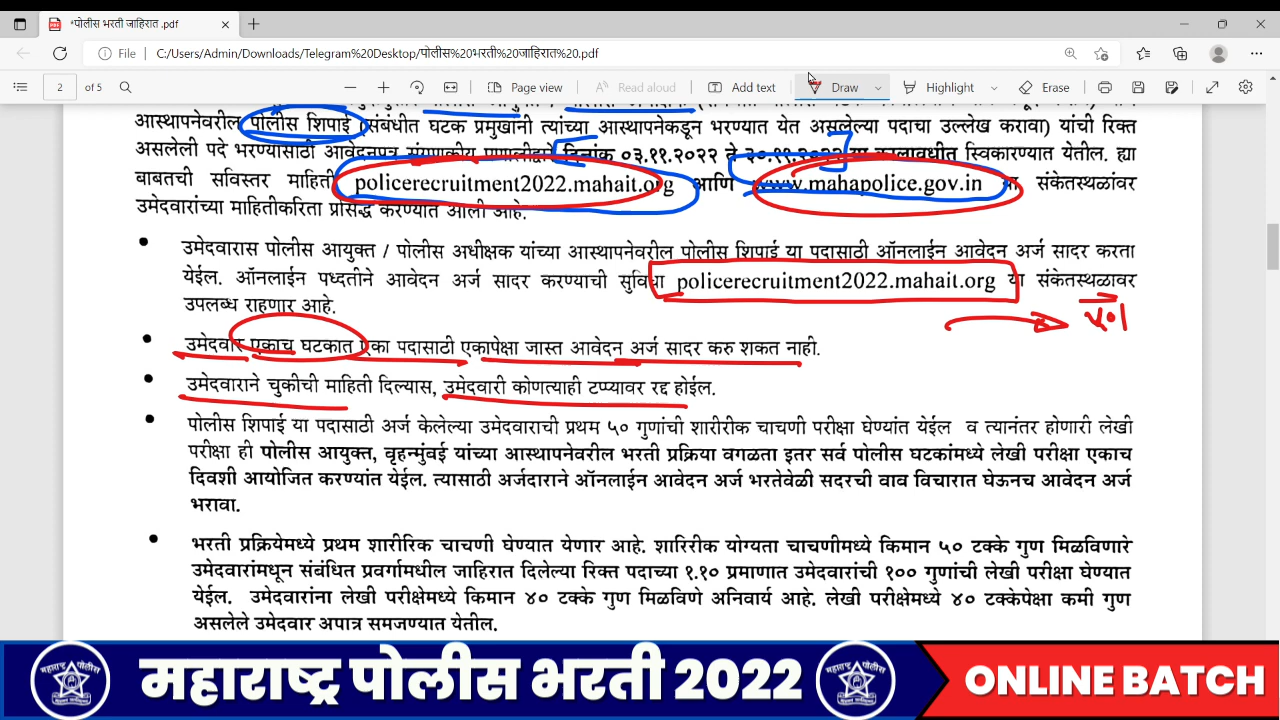 *पोलीस भरती जाहिरात .pdf
File C:/Users/Admin/Downloads/Telegram%20Desktop/पोलीस%20भरती%20जाहिरात%20.pdf
2 of 5 Page view Read aloud Add text Draw Highlight Erase
आस्थापनेवरील पोलीस शिपाई (संबंधीत घटक प्रमुखांनी त्यांच्या आस्थापनेकडून भरण्यात येत असलेल्या पदाचा उल्लेख करावा) यांची रिक्त
असलेली पदे भरण्यासाठी आवेदनपत्र संगणकीय प्रणालीद्वारे दिनांक ०३.११.२०२२ ते ३०.११.२०२२ या कालावधीत स्विकारण्यात येतील. ह्या
बाबतची सविस्तर माहिती policerecruitment2022.mahait.org आणि www.mahapolice.gov.in या संकेतस्थळांवर
उमेदवारांच्या माहितीकरिता प्रसिद्ध करण्यात आली आहे.
• उमेदवारास पोलीस आयुक्त / पोलीस अधीक्षक यांच्या आस्थापनेवरील पोलीस शिपाई या पदासाठी ऑनलाईन आवेदन अर्ज सादर करता
येईल. ऑनलाईन पध्दतीने आवेदन अर्ज सादर करण्याची सुविधा policerecruitment2022.mahait.org या संकेतस्थळावर
उपलब्ध राहणार आहे.
• उमेदवार एकाच घटकात एका पदासाठी एकापेक्षा जास्त आवेदन अर्ज सादर करु शकत नाही.
• उमेदवाराने चुकीची माहिती दिल्यास, उमेदवारी कोणत्याही टप्प्यावर रद्द होईल.
• पोलीस शिपाई या पदासाठी अर्ज केलेल्या उमेदवाराची प्रथम ५० गुणांची शारीरीक चाचणी परीक्षा घेण्यांत येईल व त्यानंतर होणारी लेखी
परीक्षा ही पोलीस आयुक्त, वृहन्मुंबई यांच्या आस्थापनेवरील भरती प्रक्रिया वगळता इतर सर्व पोलीस घटकांमध्ये लेखी परीक्षा एकाच
दिवशी आयोजित करण्यांत येईल. त्यासाठी अर्जदाराने ऑनलाईन आवेदन अर्ज भरतेवेळी सदरची वाव विचारात घेऊनच आवेदन अर्ज
भरावा.
• भरती प्रक्रियेमध्ये प्रथम शारीरिक चाचणी घेण्यात येणार आहे. शारिरीक योग्यता चाचणीमध्ये किमान ५० टक्के गुण मिळविणारे
उमेदवारांमधून संबंधित प्रवर्गामधील जाहिरात दिलेल्या रिक्त पदाच्या १.१० प्रमाणात उमेदवारांची १०० गुणांची लेखी परीक्षा घेण्यात
येईल. उमेदवारांना लेखी परीक्षेमध्ये किमान ४० टक्के गुण मिळविणे अनिवार्य आहे. लेखी परीक्षेमध्ये ४० टक्केपेक्षा कमी गुण
असलेले उमेदवार अपात्र समजण्यात येतील.
महाराष्ट्र पोलीस भरती 2022 ONLINE BATCH